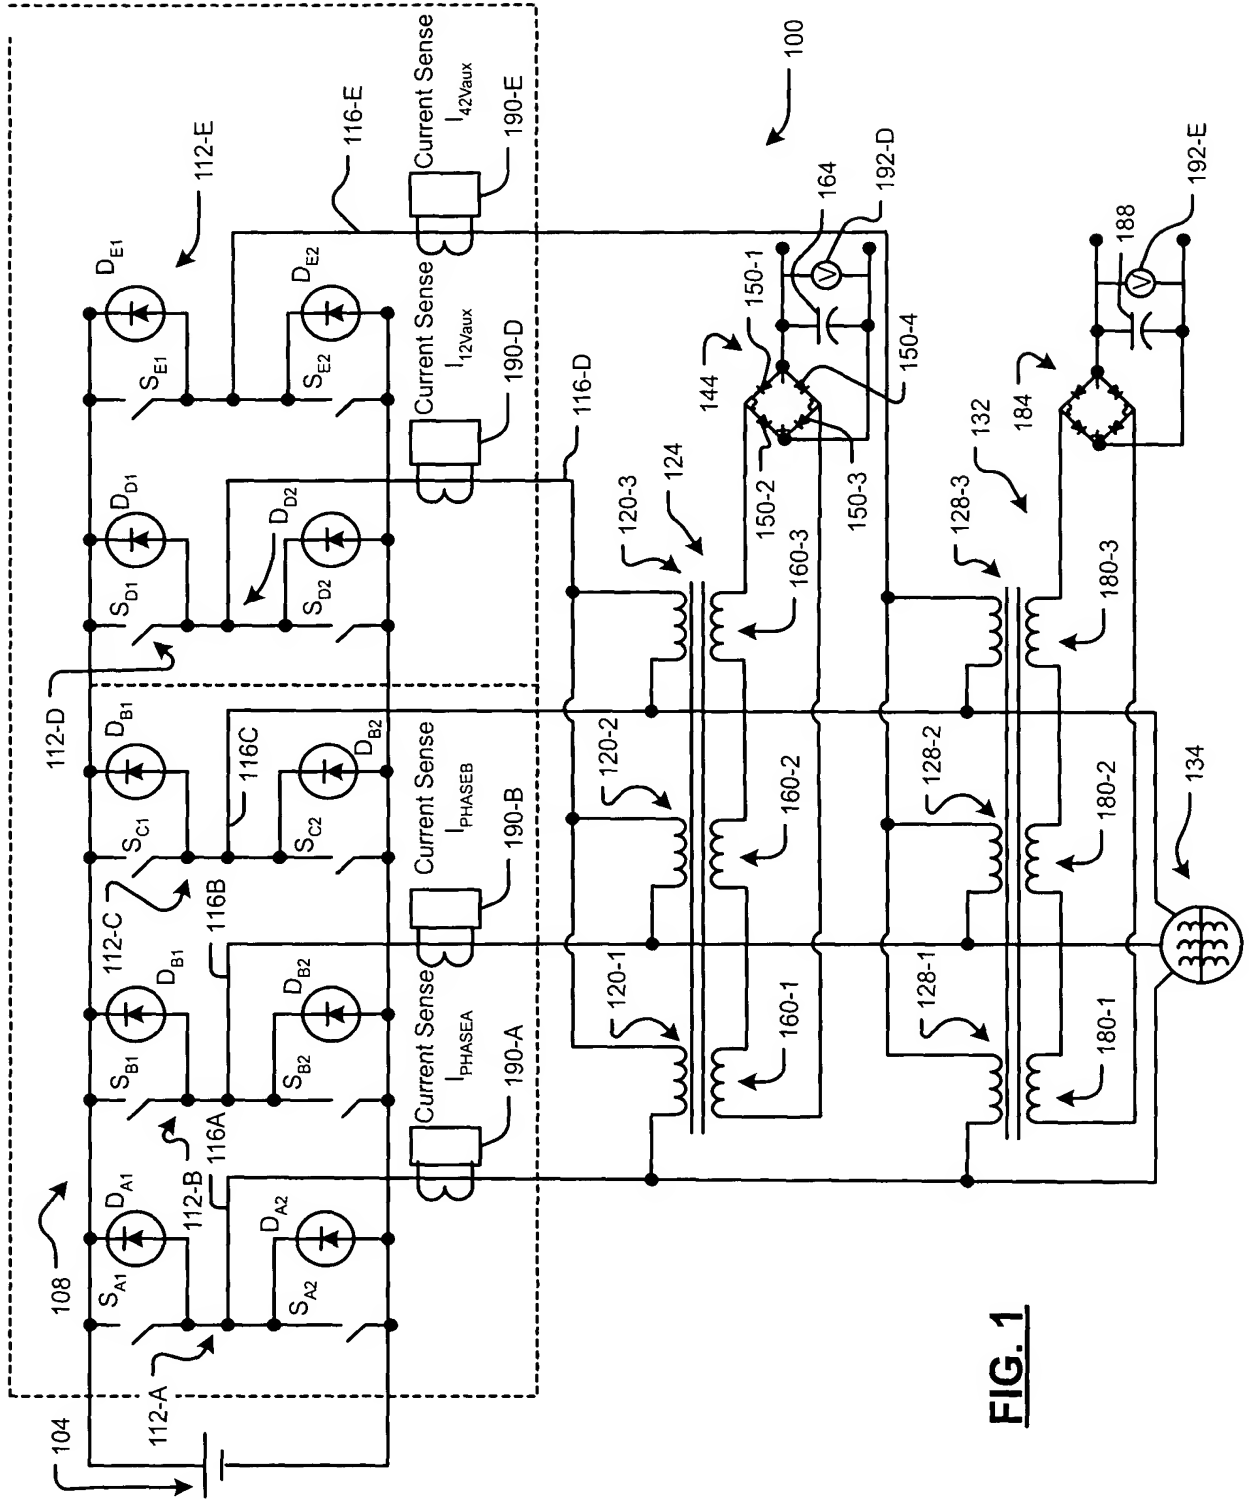 100
108
104
112-A
112-B
112-C
112-D
112-E
S_A1
D_A1
S_A2
D_A2
116A
S_B1
D_B1
S_B2
D_B2
116B
S_C1
D_B1
S_C2
D_B2
116C
S_D1
D_D1
S_D2
D_D2
S_E1
D_E1
S_E2
D_E2
116-E
Current Sense
I_PHASEA
190-A
Current Sense
I_PHASEB
190-B
Current Sense
I_12Vaux
190-D
Current Sense
I_42Vaux
190-E
116-D
120-1
120-2
120-3
124
160-1
160-2
160-3
144
150-1
150-2
150-3
150-4
164
V
192-D
128-1
128-2
128-3
132
180-1
180-2
180-3
184
188
V
192-E
134
FIG. 1